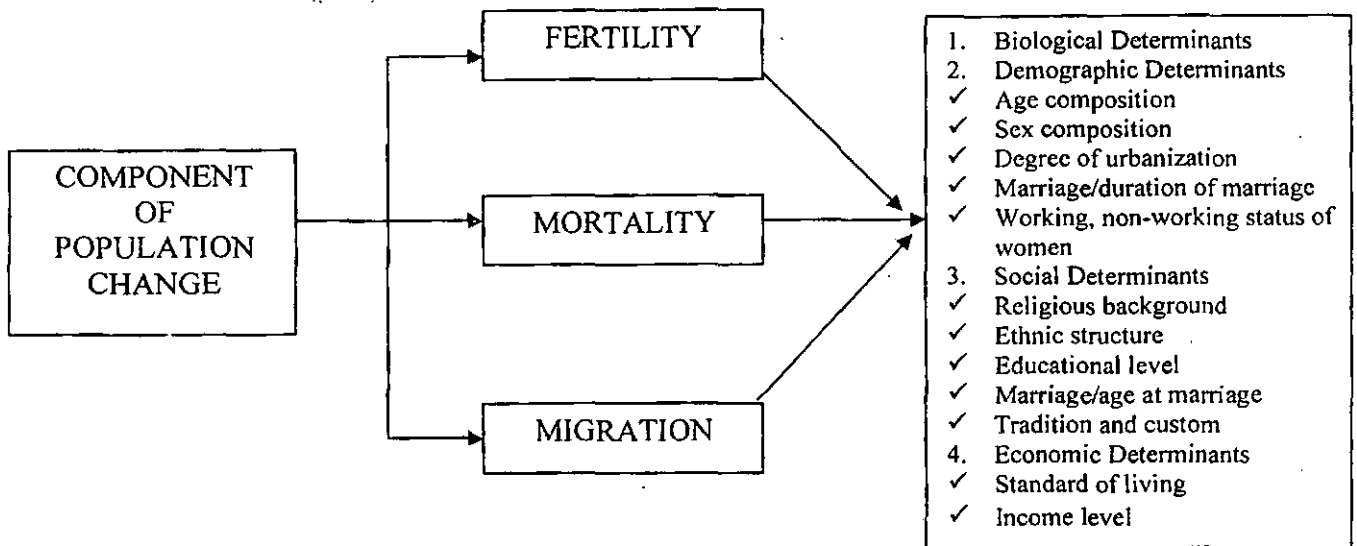 COMPONENT
OF
POPULATION
CHANGE
FERTILITY
MORTALITY
MIGRATION
1. Biological Determinants
2. Demographic Determinants
✓ Age composition
✓ Sex composition
✓ Degree of urbanization
✓ Marriage/duration of marriage
✓ Working, non-working status of
women
3. Social Determinants
✓ Religious background
✓ Ethnic structure
✓ Educational level
✓ Marriage/age at marriage
✓ Tradition and custom
4. Economic Determinants
✓ Standard of living
✓ Income level